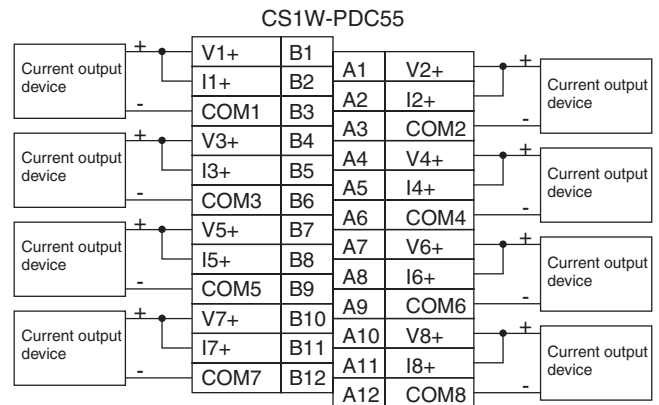 CS1W-PDC55
Current output
device
+
-
V1+ B1
I1+ B2
COM1 B3
Current output
device
+
-
V3+ B4
I3+ B5
COM3 B6
Current output
device
+
-
V5+ B7
I5+ B8
COM5 B9
Current output
device
+
-
V7+ B10
I7+ B11
COM7 B12
A1 V2+
A2 I2+
A3 COM2
+
-
Current output
device
A4 V4+
A5 I4+
A6 COM4
+
-
Current output
device
A7 V6+
A8 I6+
A9 COM6
+
-
Current output
device
A10 V8+
A11 I8+
A12 COM8
+
-
Current output
device